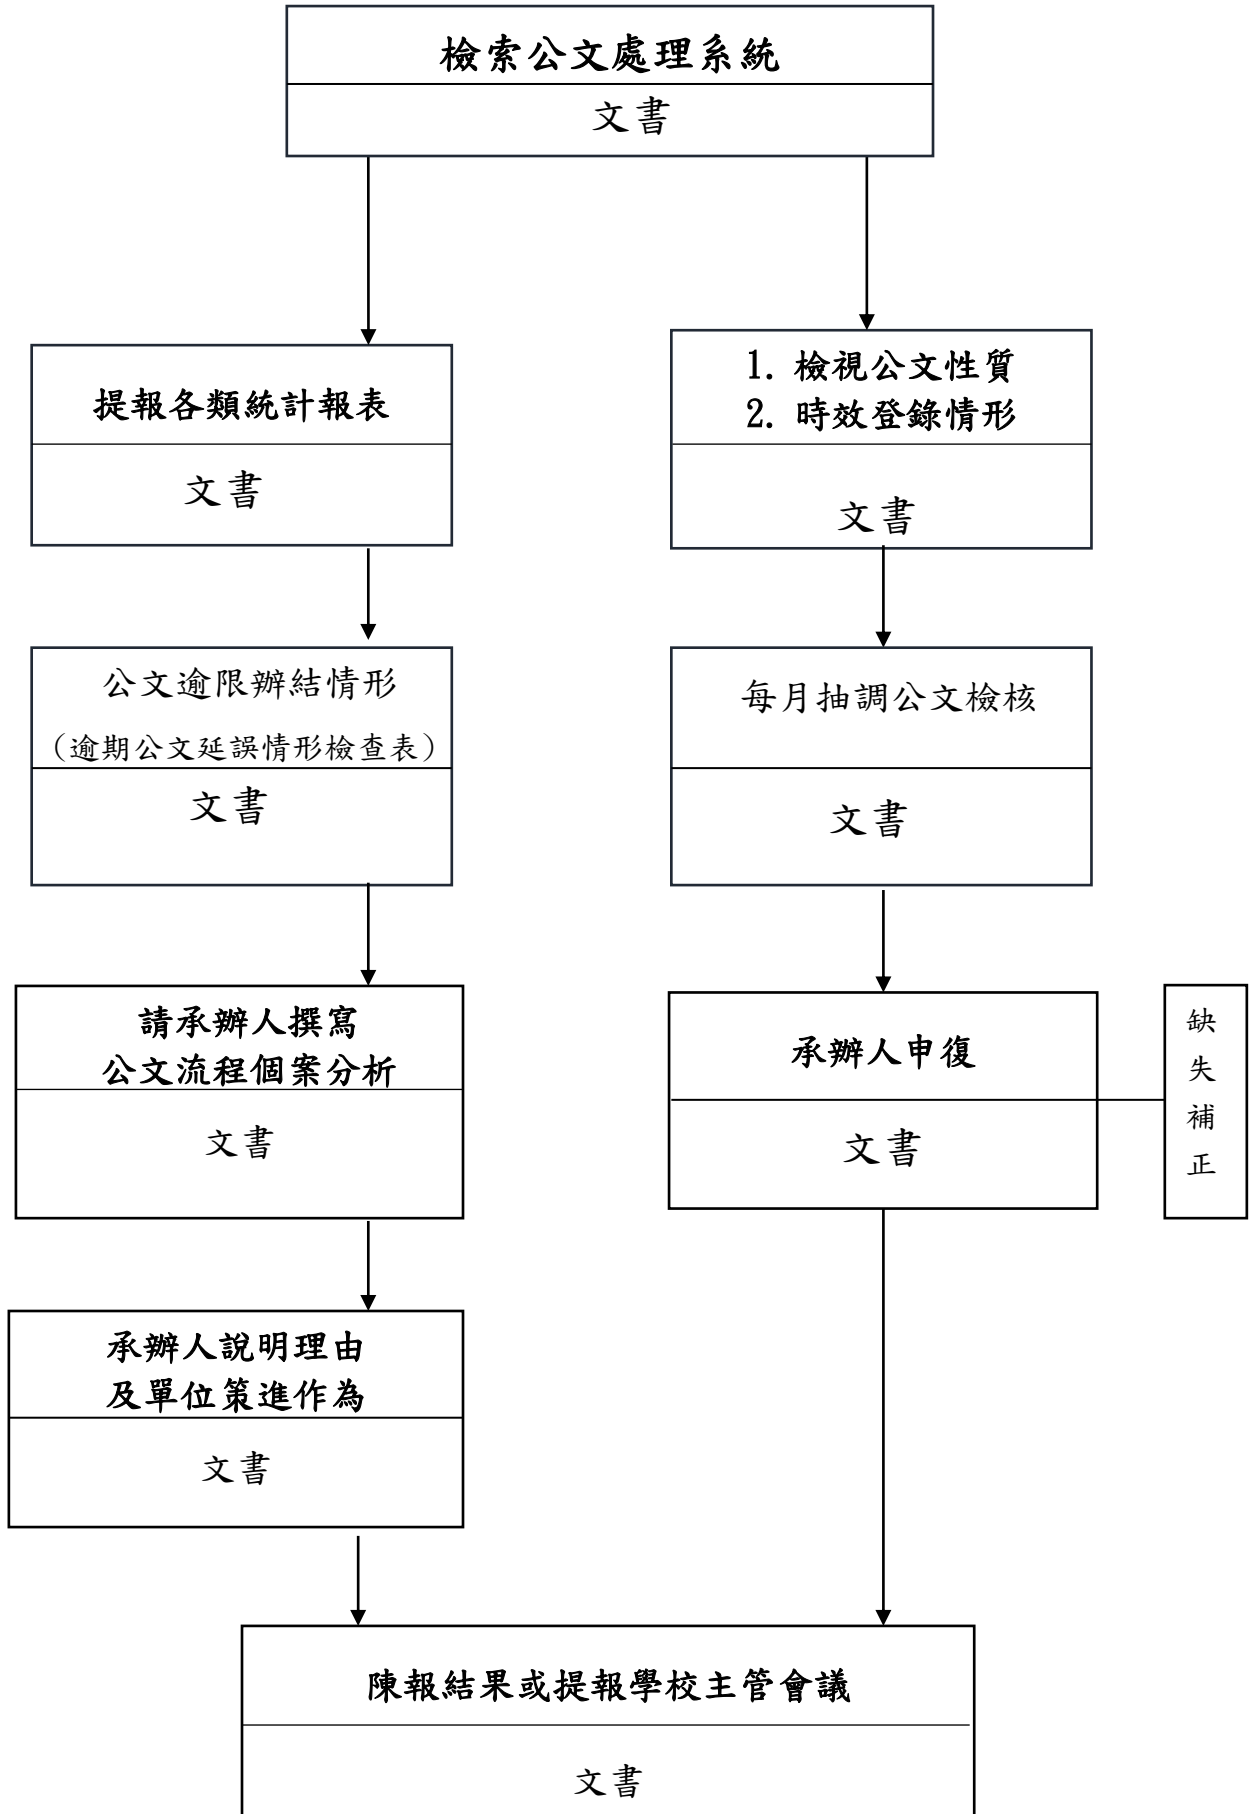 檢索公文處理系統
文書
提報各類統計報表
文書
1. 檢視公文性質
2. 時效登錄情形
文書
公文逾限辦結情形
（逾期公文延誤情形檢查表）
文書
每月抽調公文檢核
文書
請承辦人撰寫
公文流程個案分析
文書
承辦人申復
文書
缺
失
補
正
承辦人說明理由
及單位策進作為
文書
陳報結果或提報學校主管會議
文書